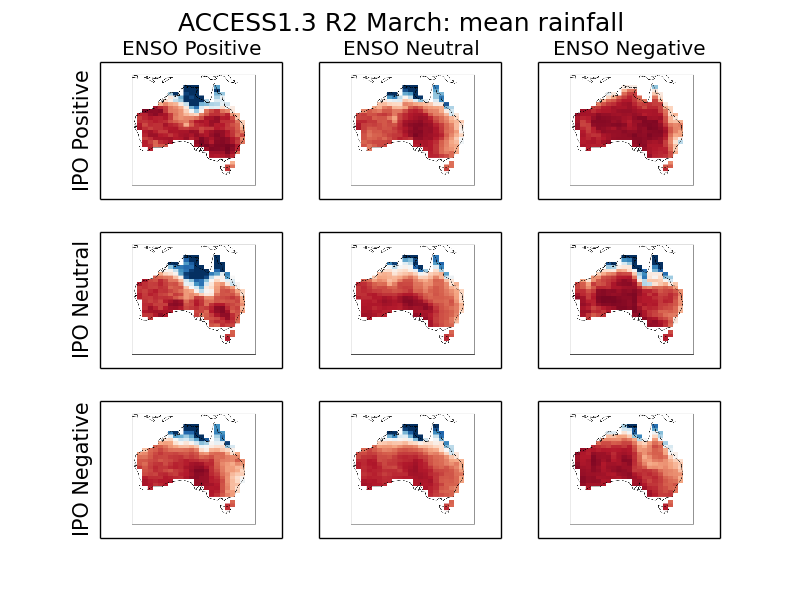 ACCESS1.3 R2 March: mean rainfall
ENSO Positive
ENSO Neutral
ENSO Negative
IPO Positive
IPO Neutral
IPO Negative